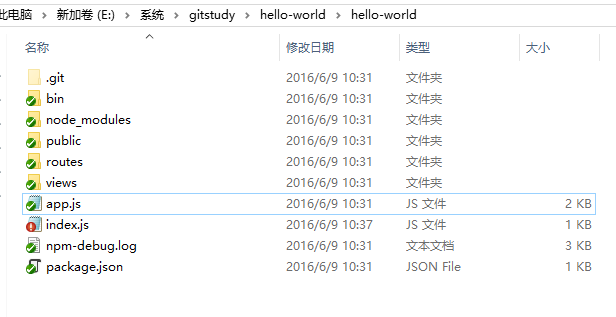 此电脑 > 新加卷 (E:) > 系统 > gitstudy > hello-world > hello-world
名称 修改日期 类型 大小
.git 2016/6/9 10:31 文件夹
bin 2016/6/9 10:31 文件夹
node_modules 2016/6/9 10:31 文件夹
public 2016/6/9 10:31 文件夹
routes 2016/6/9 10:31 文件夹
views 2016/6/9 10:31 文件夹
app.js 2016/6/9 10:31 JS 文件 2 KB
index.js 2016/6/9 10:37 JS 文件 1 KB
npm-debug.log 2016/6/9 10:31 文本文档 3 KB
package.json 2016/6/9 10:31 JSON File 1 KB